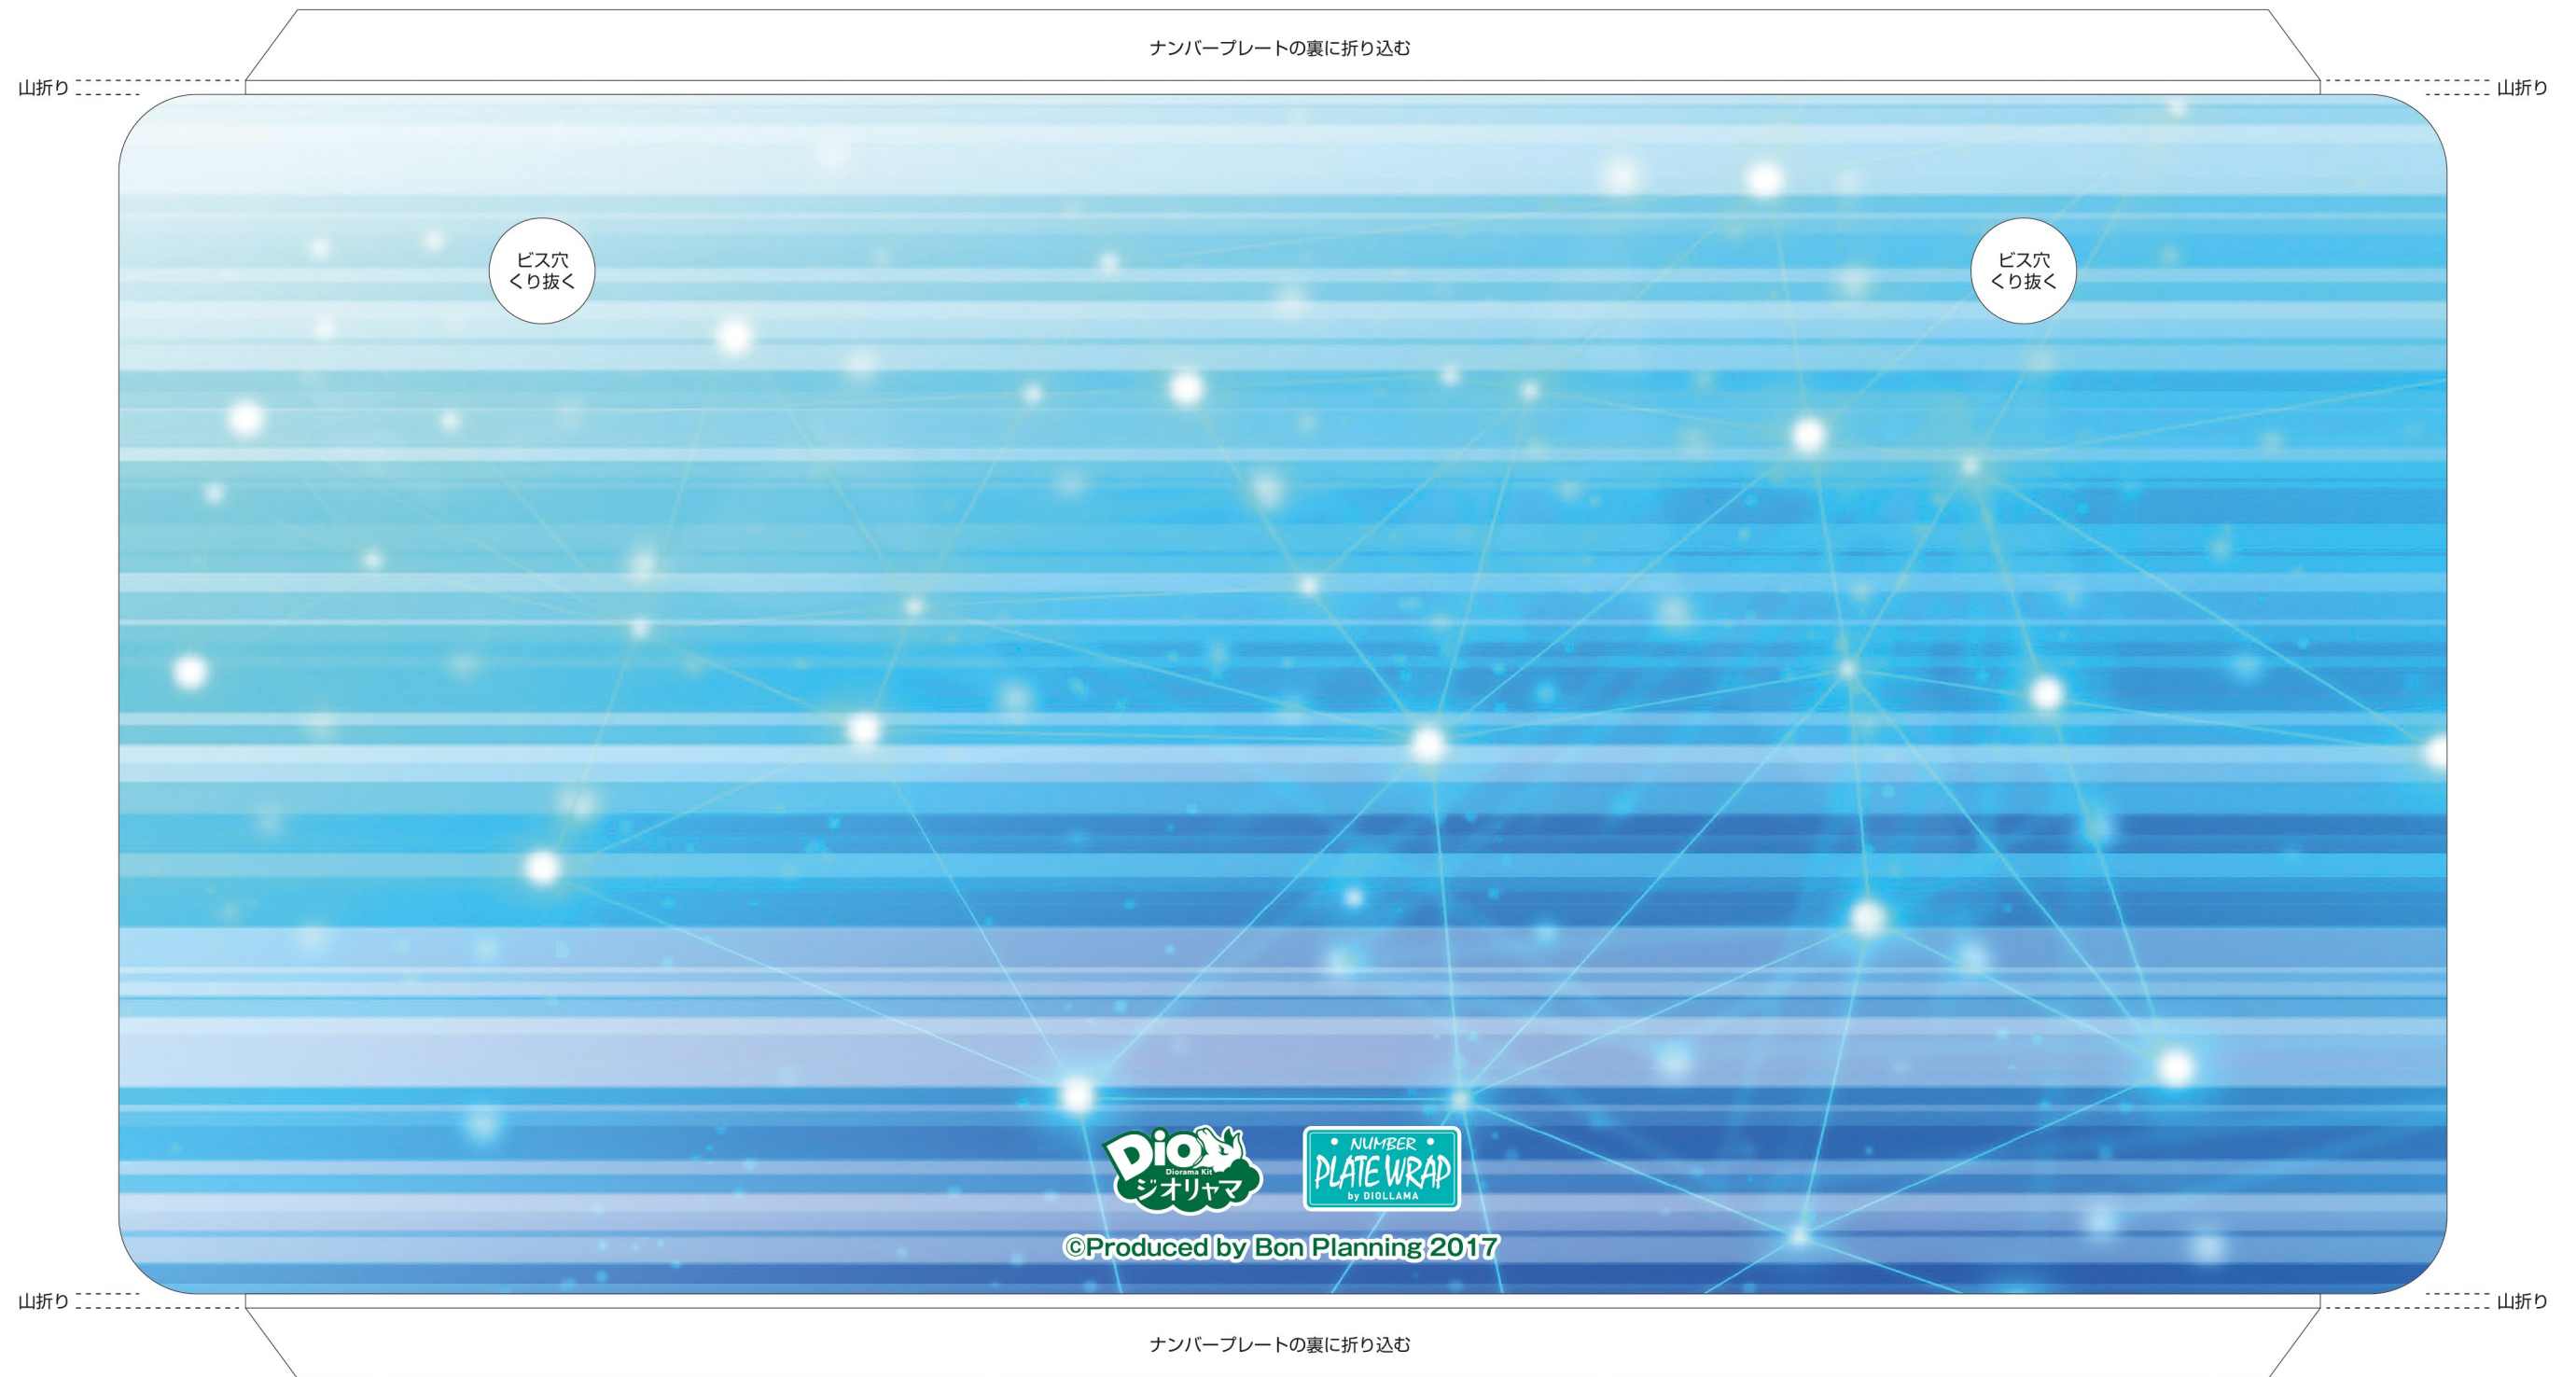 ナンバープレートの裏に折り込む
山折り
山折り
ビス穴
くり抜く
ビス穴
くり抜く
Dio
Diorama Kit
ジオリャマ
NUMBER
PLATE WRAP
by DIOLLAMA
©Produced by Bon Planning 2017
山折り
山折り
ナンバープレートの裏に折り込む